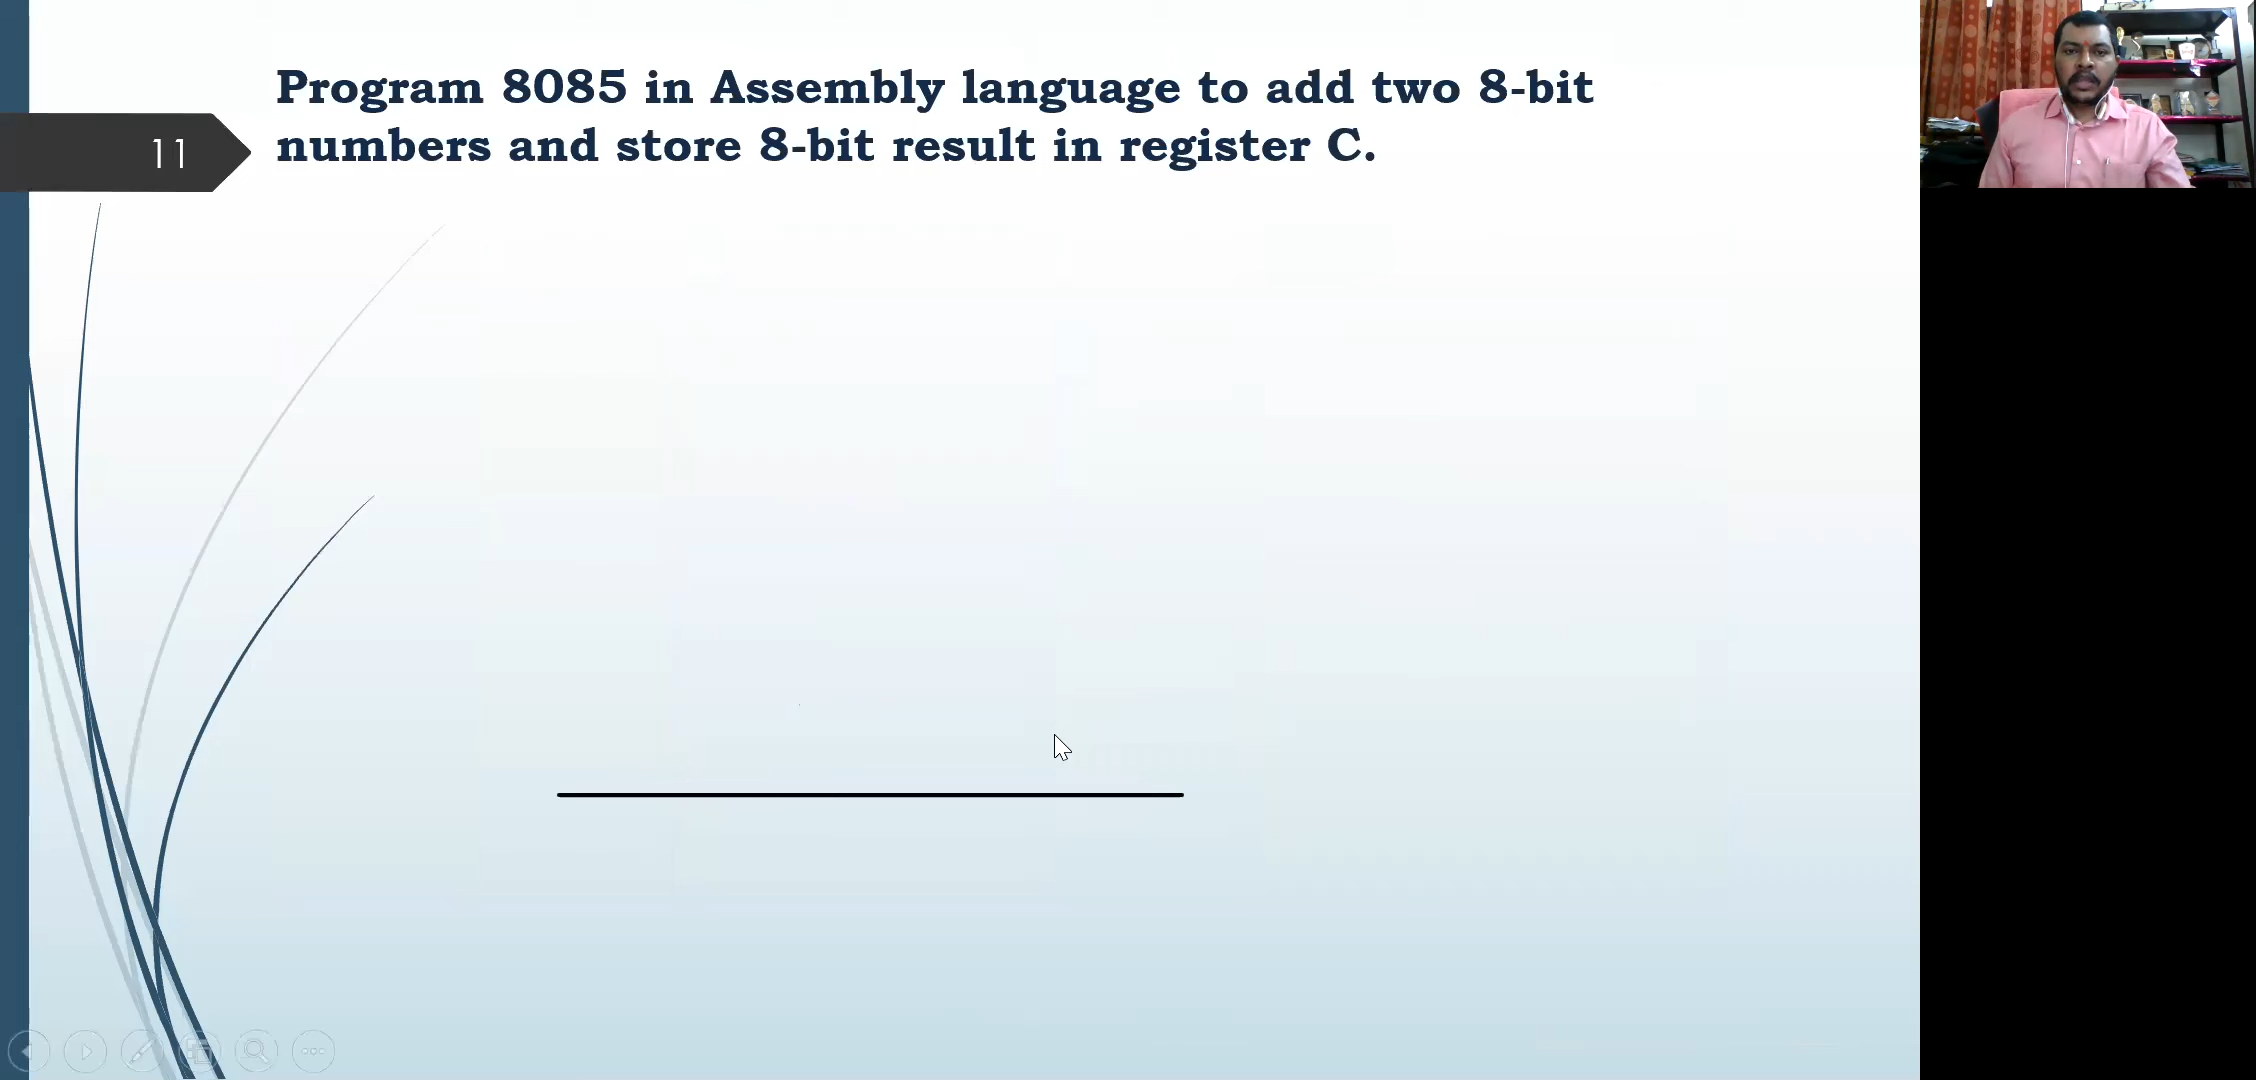 Program 8085 in Assembly language to add two 8-bit
numbers and store 8-bit result in register C.
11